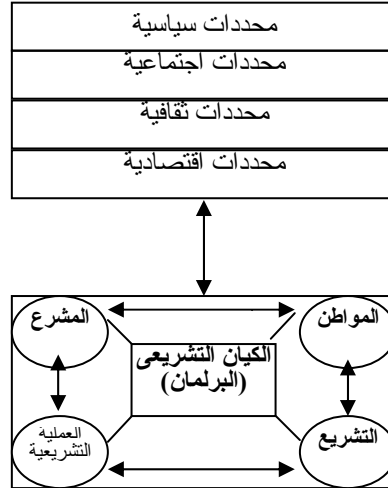 محددات سياسية
محددات اجتماعية
محددات ثقافية
محددات اقتصادية
المواطن
المشرع
الكيان التشريعى
(البرلمان)
التشريع
العملية
التشريعية